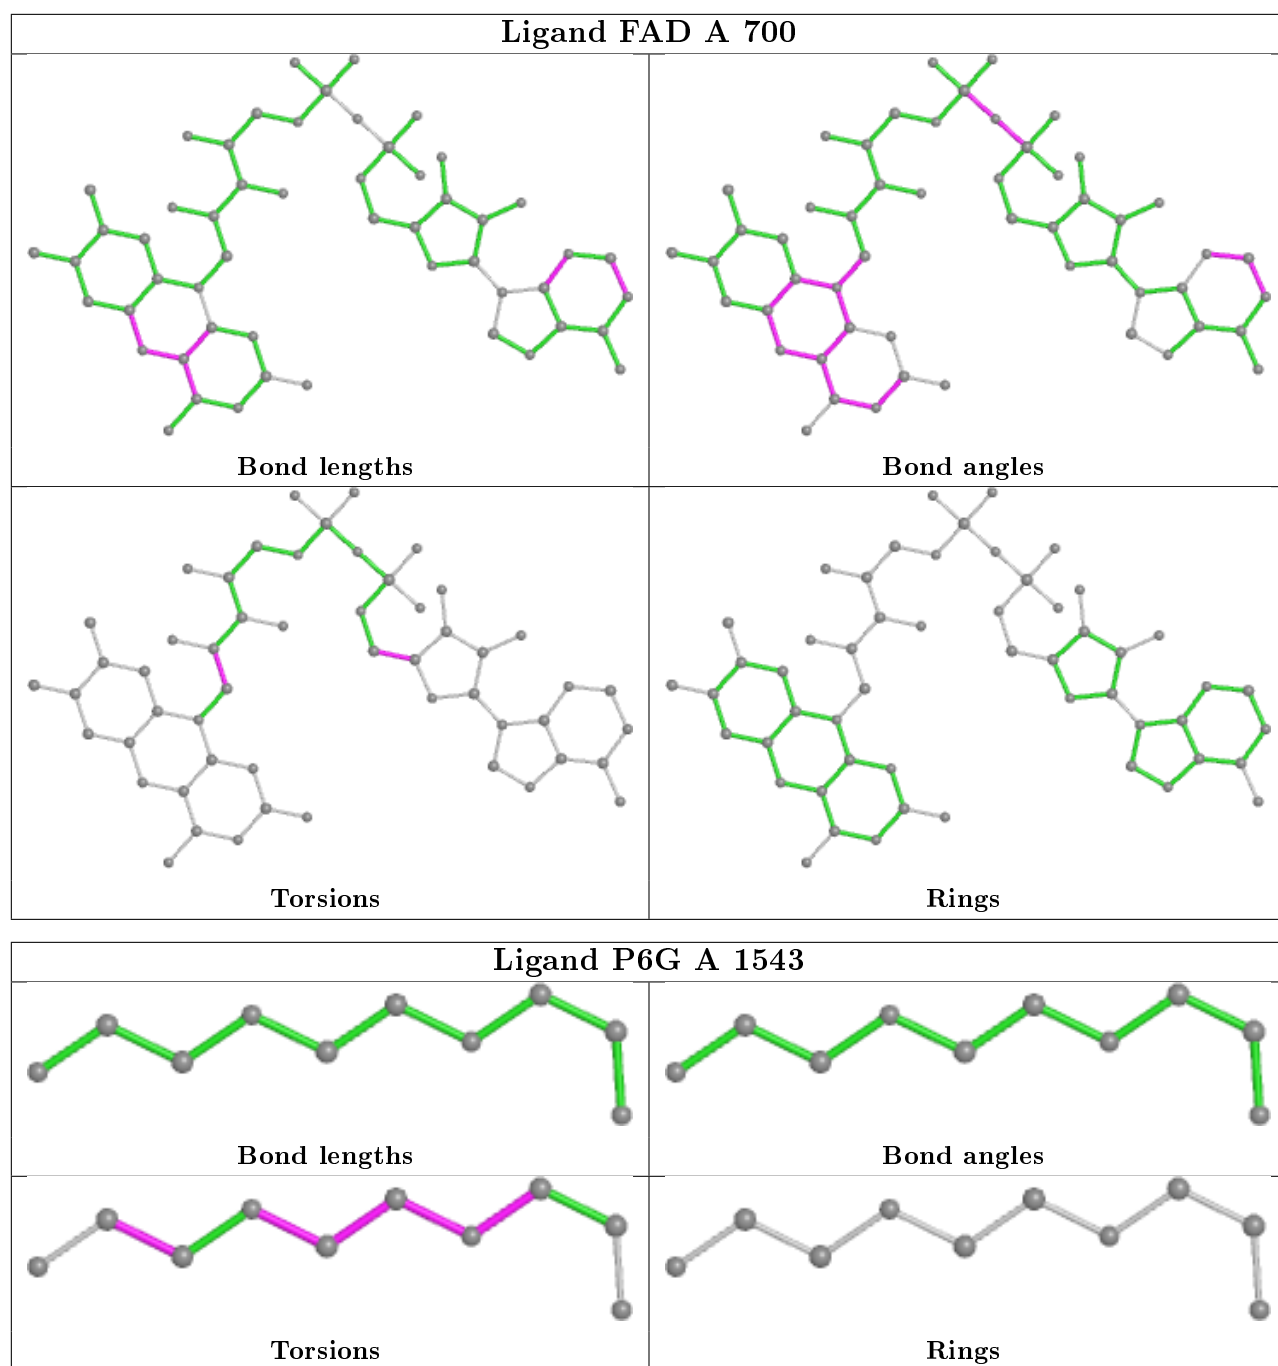 Ligand FAD A 700
Bond lengths
Bond angles
Torsions
Rings
Ligand P6G A 1543
Bond lengths
Bond angles
Torsions
Rings